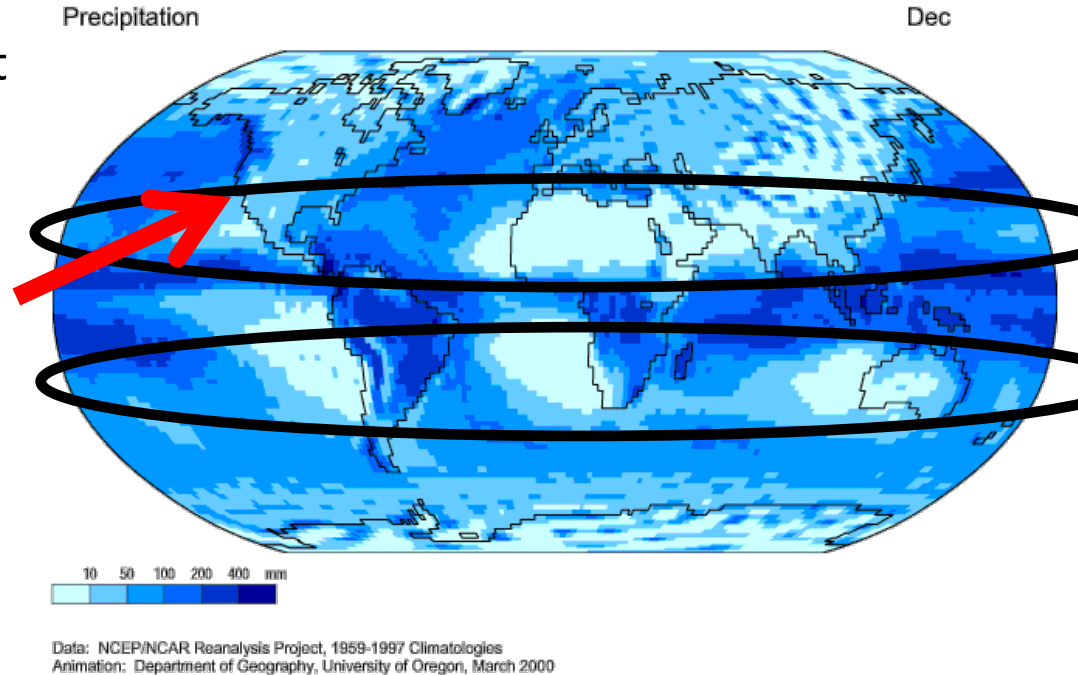 Precipitation Dec
t
10 50 100 200 400 mm
Data: NCEP/NCAR Reanalysis Project, 1959-1997 Climatologies
Animation: Department of Geography, University of Oregon, March 2000